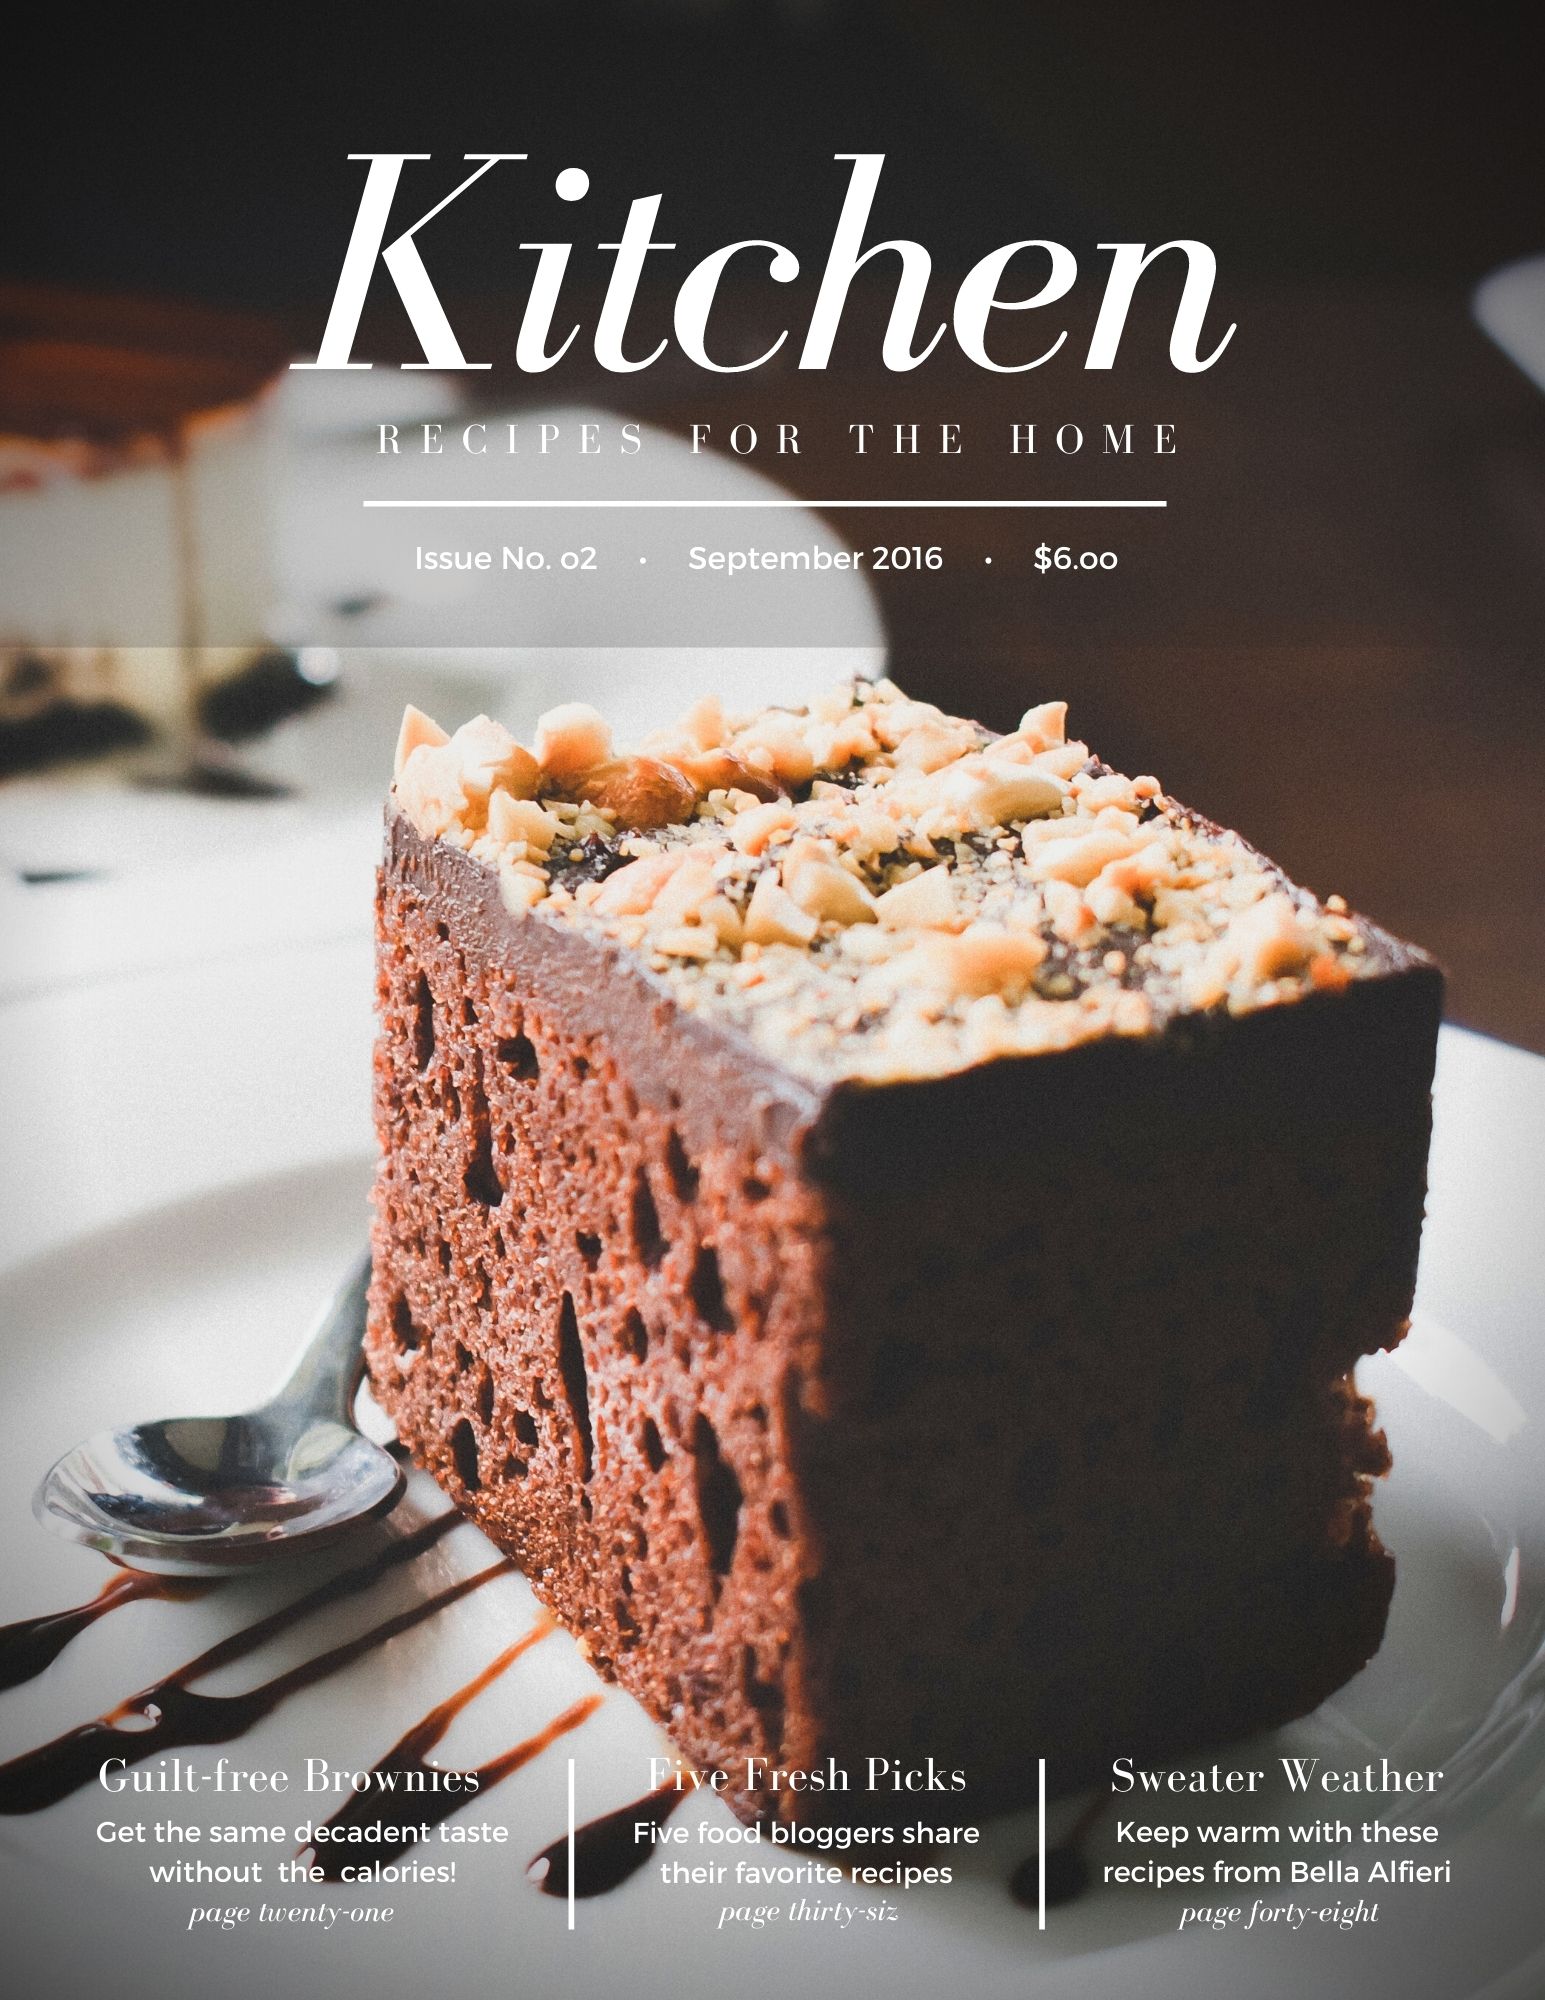 Kitchen
RECIPES FOR THE HOME
Issue No. o2 • September 2016 • $6.oo
Guilt-free Brownies
Get the same decadent taste
without the calories!
page twenty-one
Five Fresh Picks
Five food bloggers share
their favorite recipes
page thirty-siz
Sweater Weather
Keep warm with these
recipes from Bella Alfieri
page forty-eight